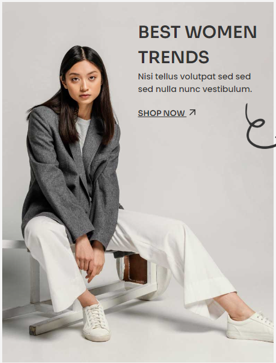 BEST WOMEN
TRENDS
Nisi tellus volutpat sed sed
sed nulla nunc vestibulum.
SHOP NOW